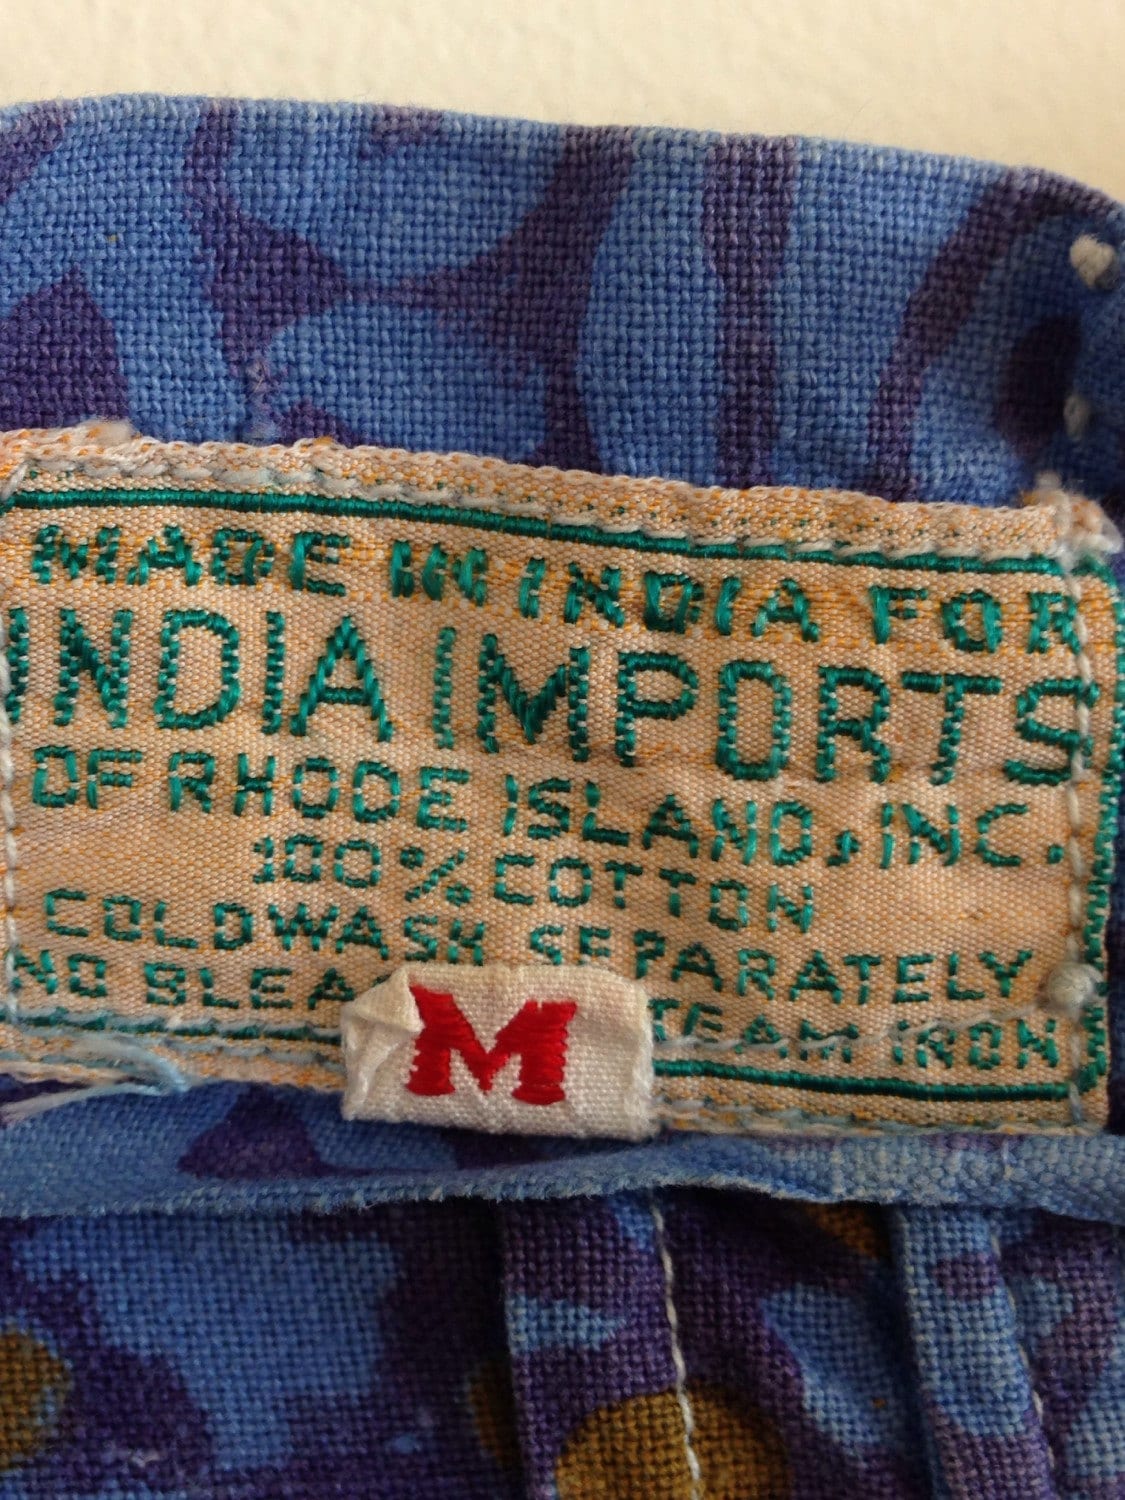 MADE IN INDIA FOR
INDIA IMPORTS
OF RHODE ISLAND, INC.
100% COTTON
COLDWASH SEPARATELY
NO IRON
M